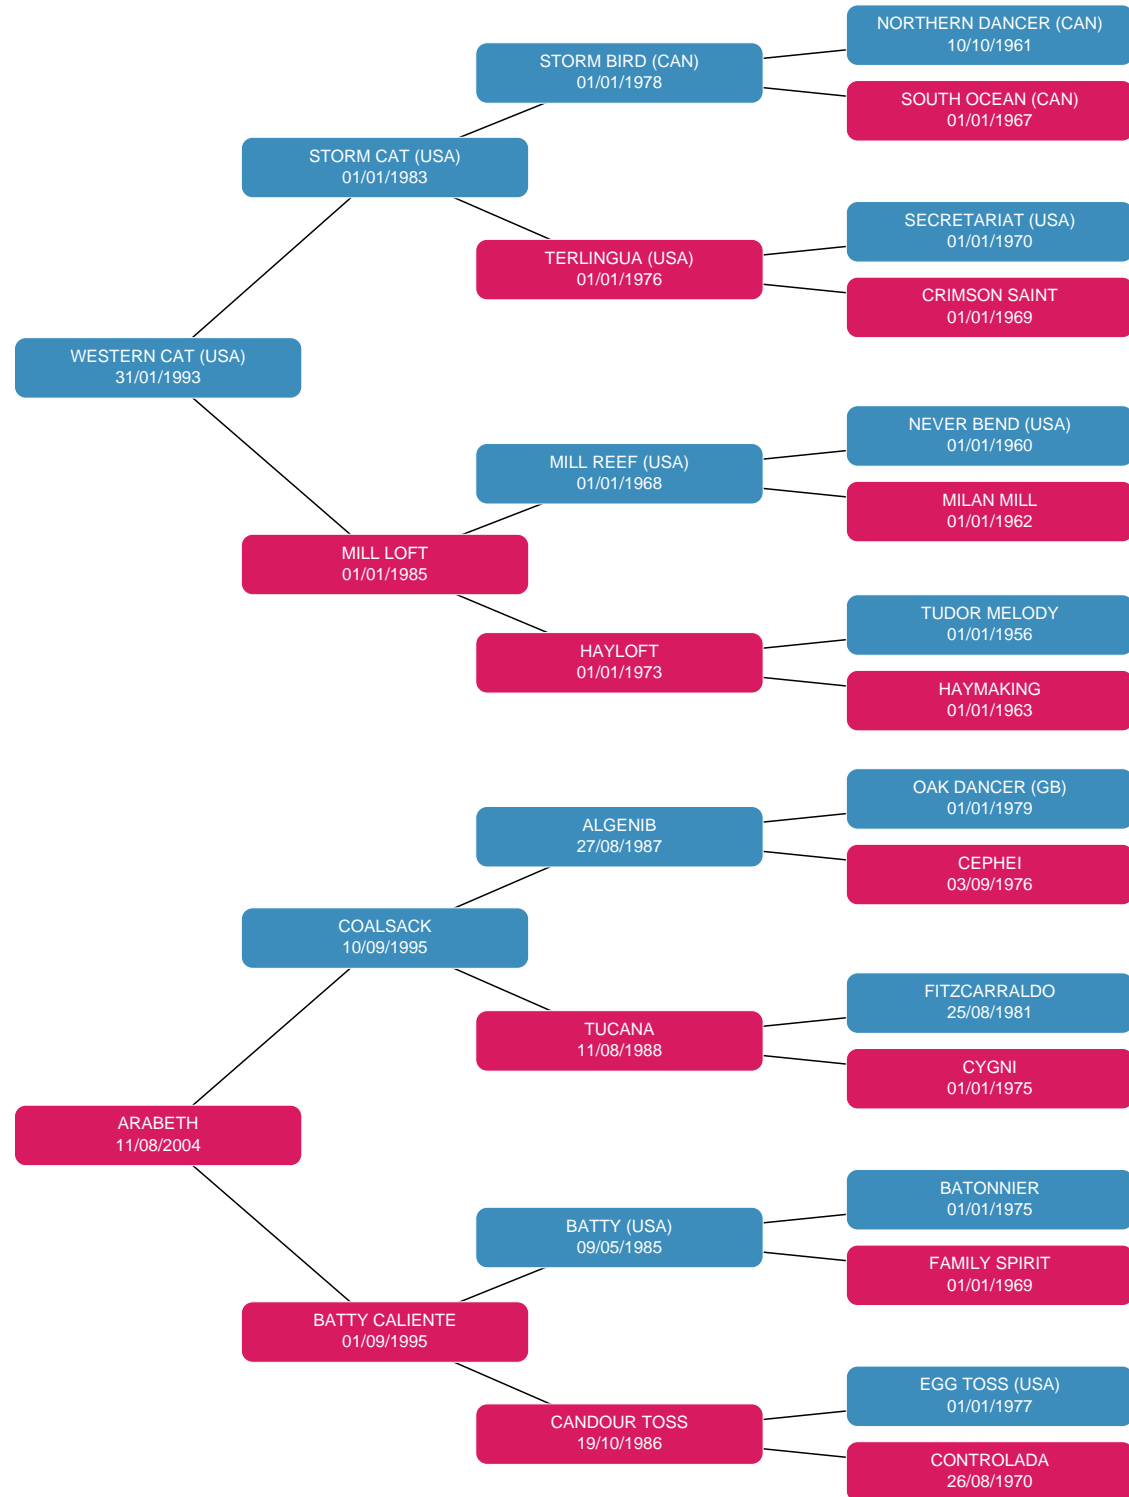 NORTHERN DANCER (CAN)
10/10/1961
STORM BIRD (CAN)
01/01/1978
SOUTH OCEAN (CAN)
01/01/1967
STORM CAT (USA)
01/01/1983
SECRETARIAT (USA)
01/01/1970
TERLINGUA (USA)
01/01/1976
CRIMSON SAINT
01/01/1969
WESTERN CAT (USA)
31/01/1993
NEVER BEND (USA)
01/01/1960
MILL REEF (USA)
01/01/1968
MILAN MILL
01/01/1962
MILL LOFT
01/01/1985
TUDOR MELODY
01/01/1956
HAYLOFT
01/01/1973
HAYMAKING
01/01/1963
OAK DANCER (GB)
01/01/1979
ALGENIB
27/08/1987
CEPHEI
03/09/1976
COALSACK
10/09/1995
FITZCARRALDO
25/08/1981
TUCANA
11/08/1988
CYGNI
01/01/1975
ARABETH
11/08/2004
BATONNIER
01/01/1975
BATTY (USA)
09/05/1985
FAMILY SPIRIT
01/01/1969
BATTY CALIENTE
01/09/1995
EGG TOSS (USA)
01/01/1977
CANDOUR TOSS
19/10/1986
CONTROLADA
26/08/1970